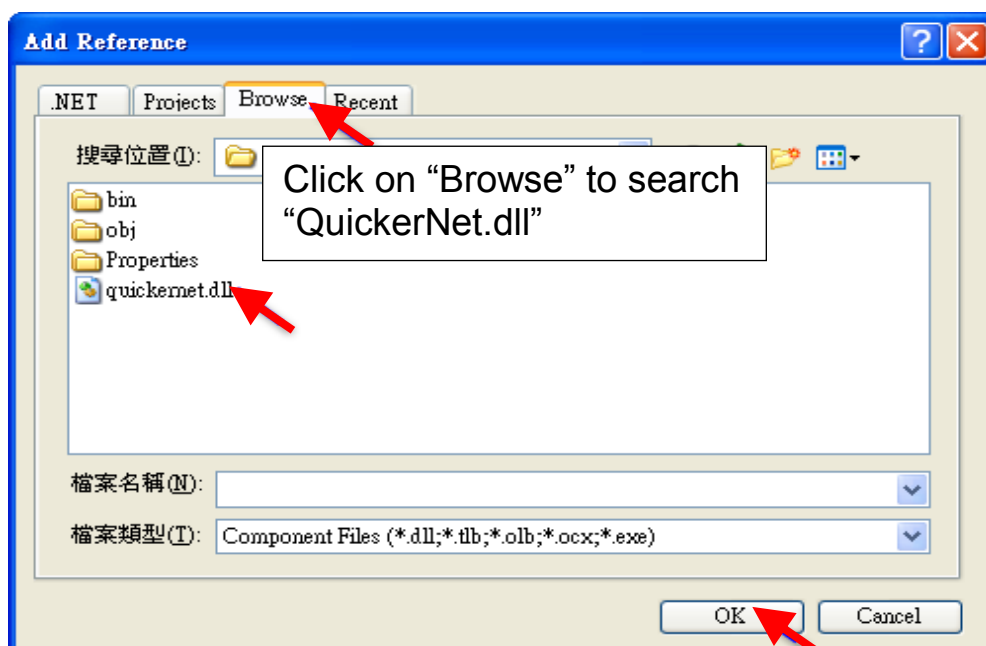 Add Reference
.NET Projects Browse Recent
搜尋位置(I):
Click on “Browse” to search
“QuickerNet.dll”
bin
obj
Properties
quickernet.dll
檔案名稱(N):
檔案類型(T): Component Files (*.dll;*.tlb;*.olb;*.ocx;*.exe)
OK Cancel